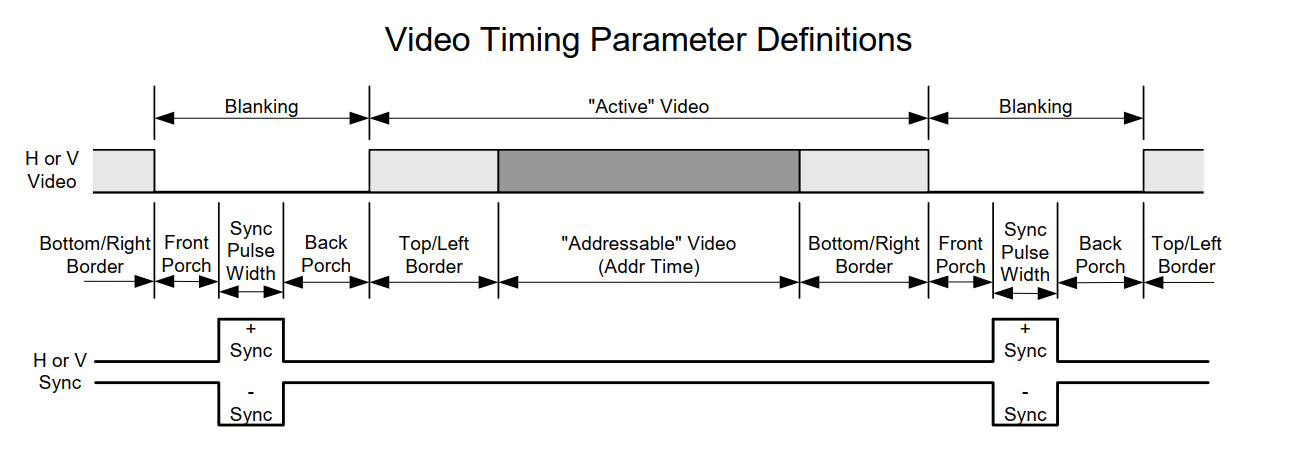 Video Timing Parameter Definitions
Blanking
"Active" Video
Blanking
H or V
Video
Bottom/Right
Border
Front
Porch
Sync
Pulse
Width
Back
Porch
Top/Left
Border
"Addressable" Video
(Addr Time)
Bottom/Right
Border
Front
Porch
Sync
Pulse
Width
Back
Porch
Top/Left
Border
H or V
Sync
+
Sync
-
Sync
+
Sync
-
Sync